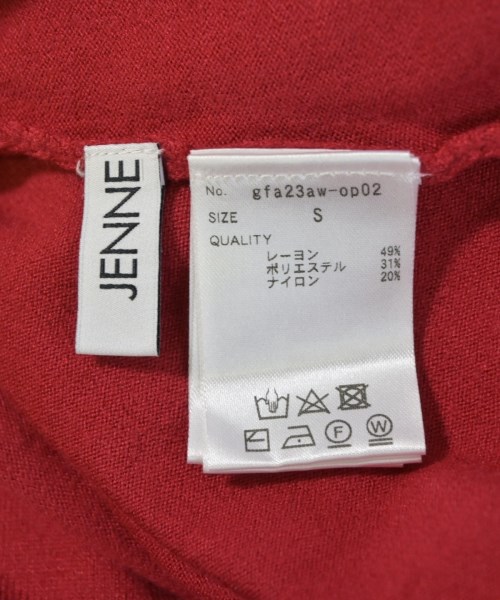 JENNE
No. gfa23aw-op02
SIZE S
QUALITY
レーヨン 49%
ポリエステル 31%
ナイロン 20%
F
W